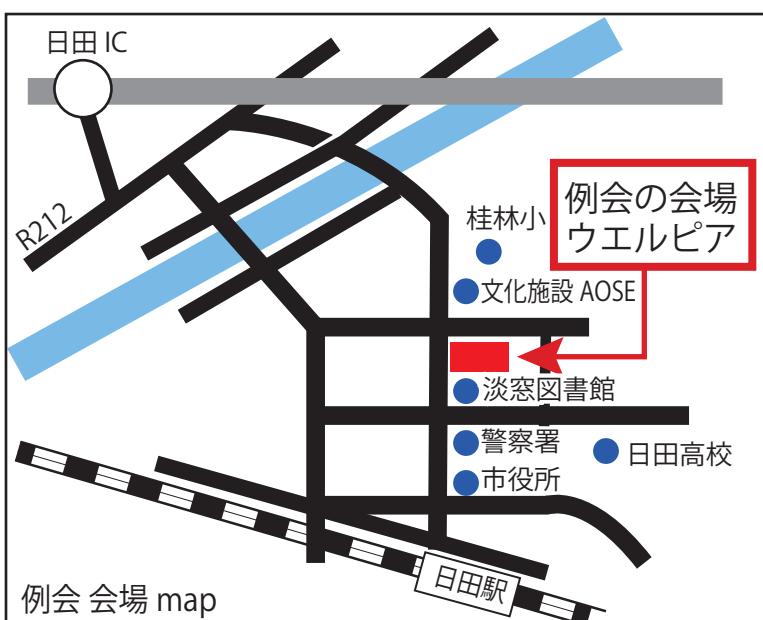 日田 IC
R212
例会の会場
ウエルピア
桂林小
文化施設 AOSE
淡窓図書館
警察署
日田高校
市役所
日田駅
例会 会場 map